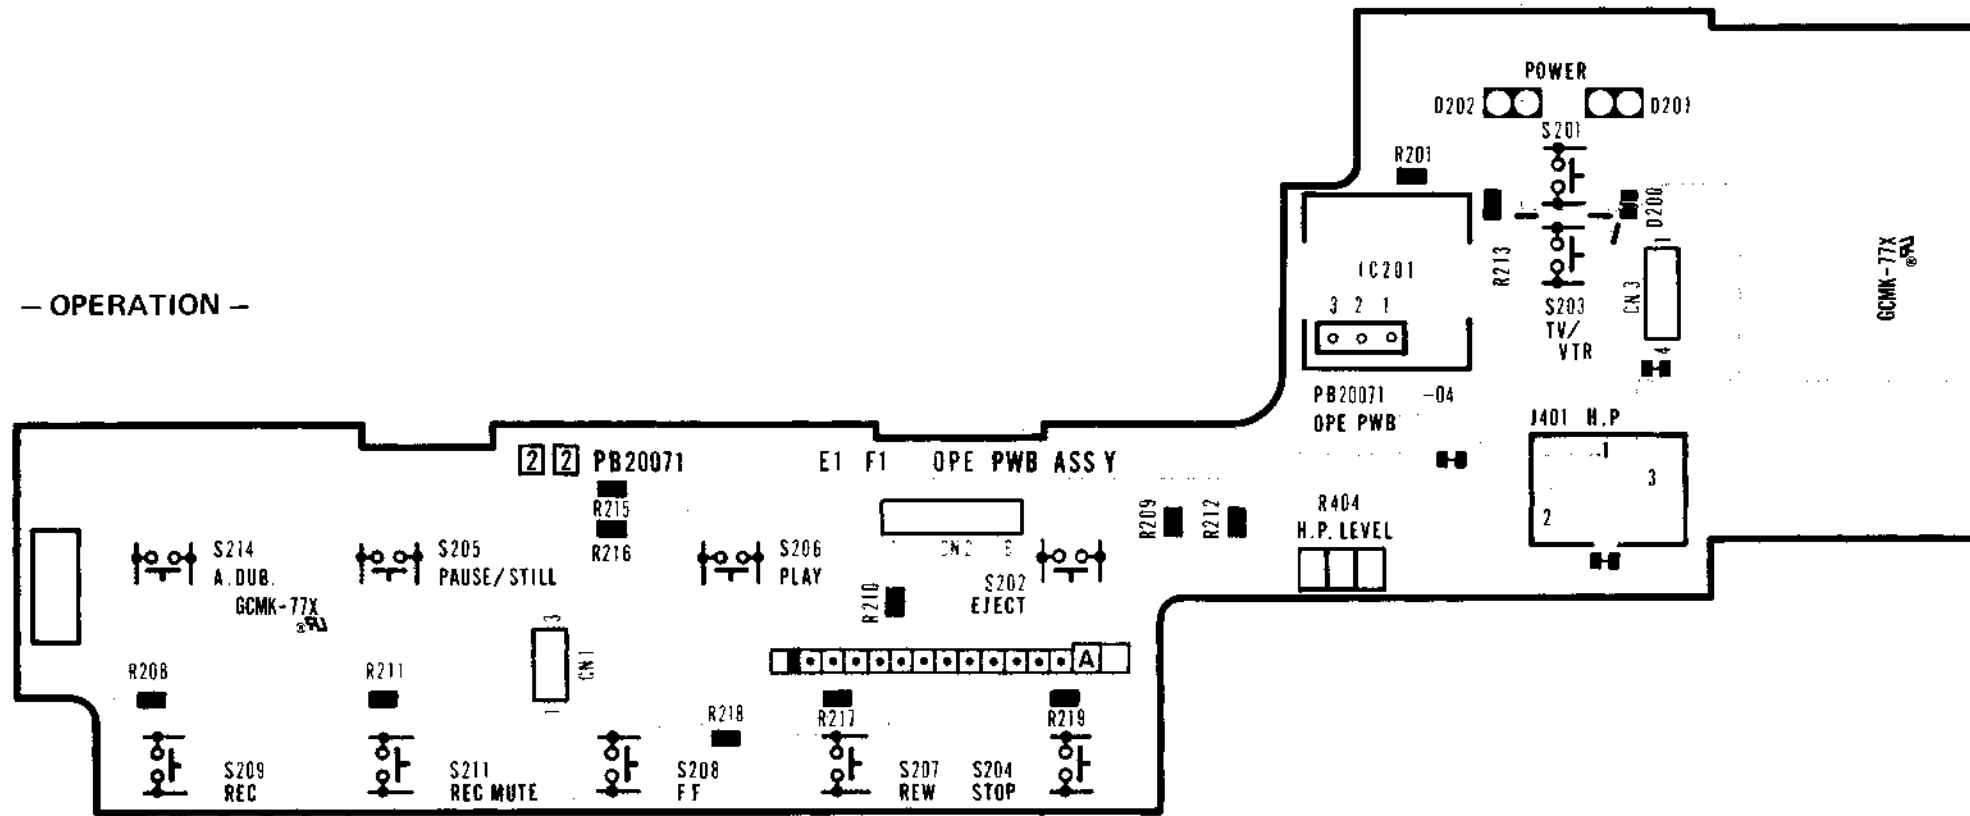 POWER
D202
D201
S201
R201
D200
R213
IC201
3 2 1
S203
TV/
VTR
1
CN3
4
GCMK-77X
– OPERATION –
PB20071 -04
OPE PWB
J401 H.P
1
3
2
2 2 PB20071 E1 F1 OPE PWB ASSY
R215
R216
R209
R212
R404
H.P. LEVEL
S214
A.DUB.
GCMK-77X
S205
PAUSE/STILL
S206
PLAY
CN2 6
S202
EJECT
R210
3
CN1
1
A
R208
R211
R218
R217
R219
S209
REC
S211
REC MUTE
S208
FF
S207
REW
S204
STOP